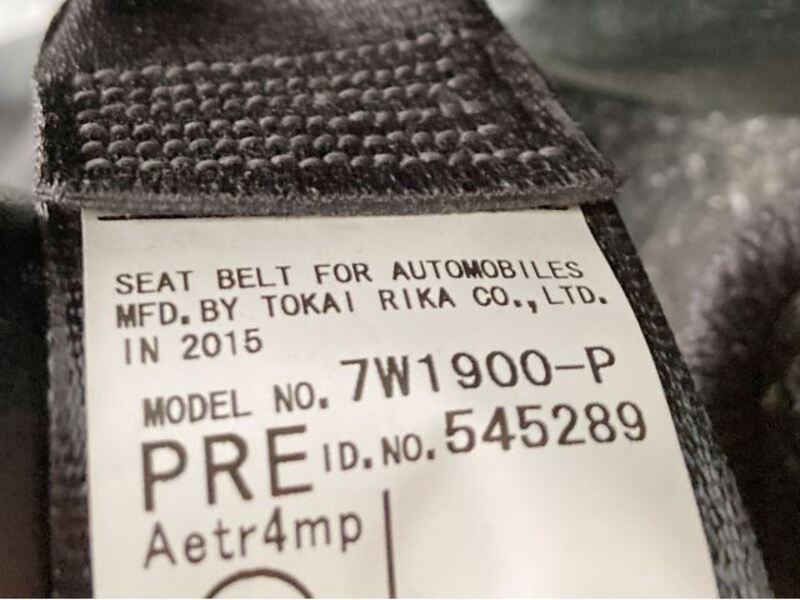 SEAT BELT FOR AUTOMOBILES
MFD. BY TOKAI RIKA CO., LTD.
IN 2015
MODEL NO. 7W1900-P
PRE ID. NO. 545289
Aetr4mp